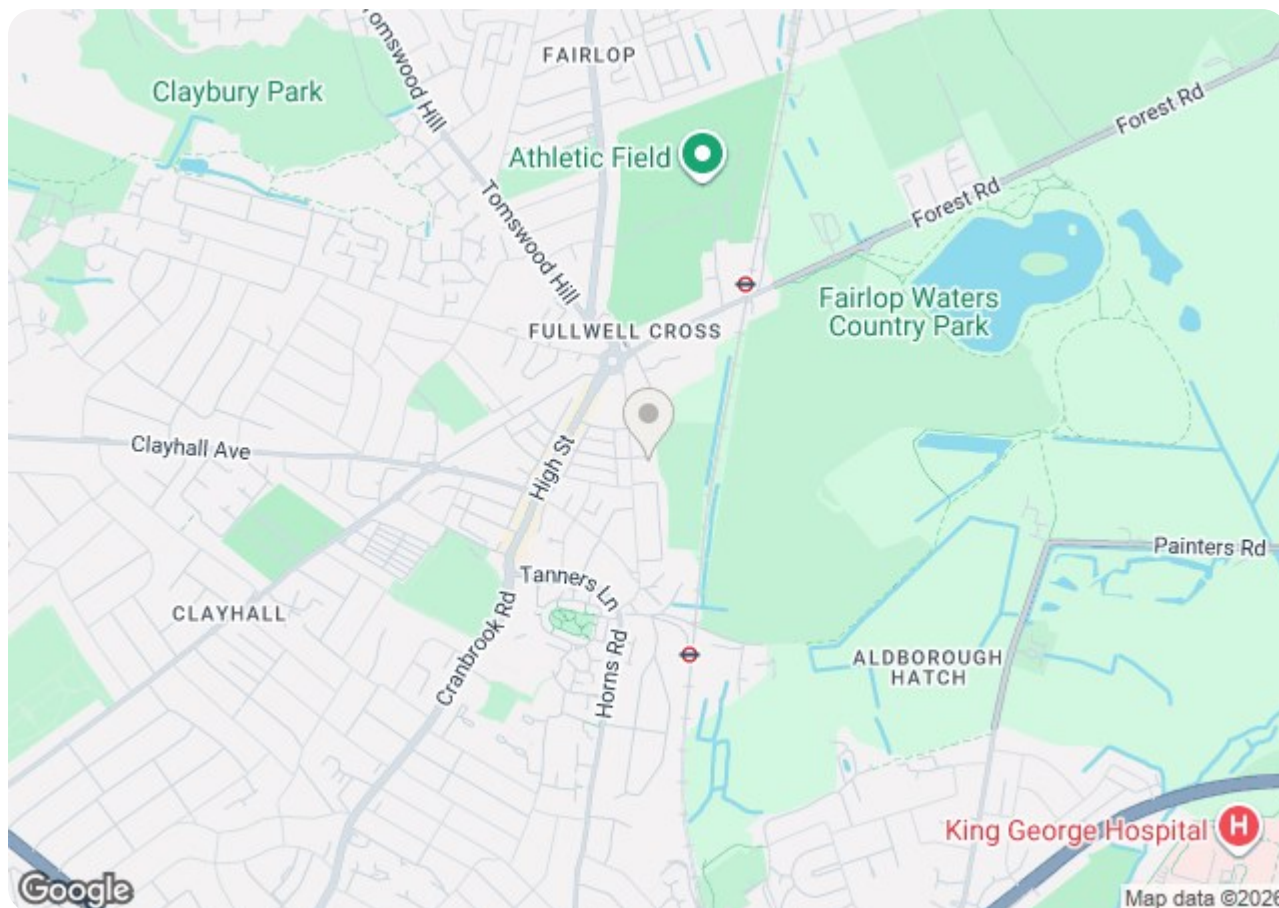 Tomswood Hill
FAIRLOP
Claybury Park
Forest Rd
Athletic Field
Tomswood Hill
Forest Rd
Fairlop Waters
Country Park
FULLWELL CROSS
Clayhall Ave
High St
Painters Rd
Tanners Ln
CLAYHALL
Cranbrook Rd
Horns Rd
ALDBOROUGH
HATCH
King George Hospital
H
Google
Map data ©2026